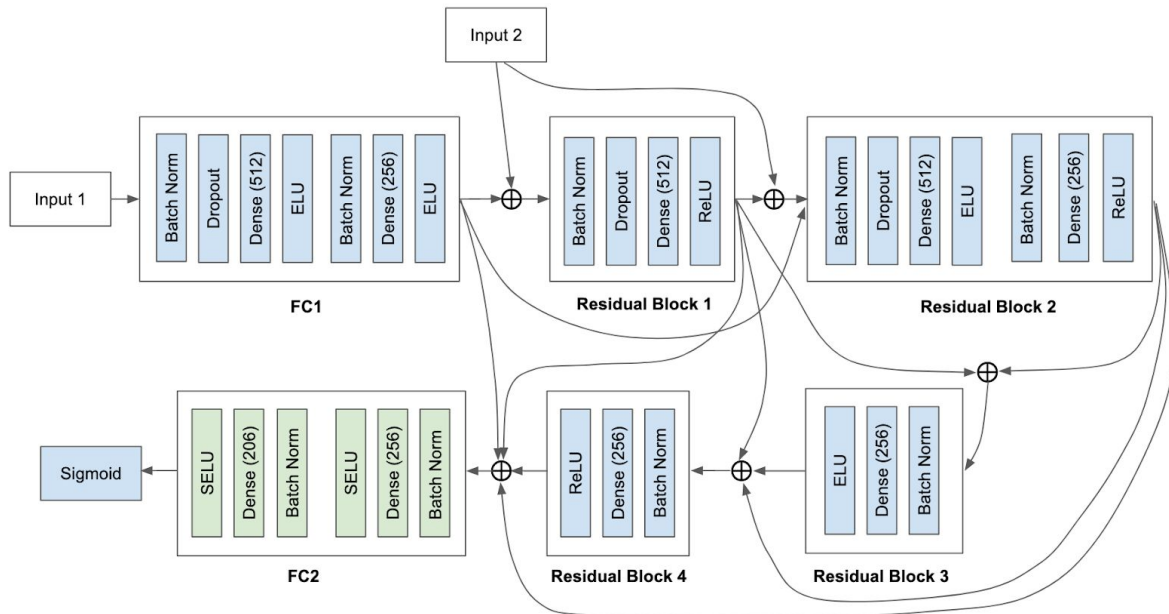 Input 2
Input 1
Batch Norm
Dropout
Dense (512)
ELU
Batch Norm
Dense (256)
ELU
FC1
Batch Norm
Dropout
Dense (512)
ReLU
Residual Block 1
Batch Norm
Dropout
Dense (512)
ELU
Batch Norm
Dense (256)
ReLU
Residual Block 2
Sigmoid
SELU
Dense (206)
Batch Norm
SELU
Dense (256)
Batch Norm
FC2
ReLU
Dense (256)
Batch Norm
Residual Block 4
ELU
Dense (256)
Batch Norm
Residual Block 3